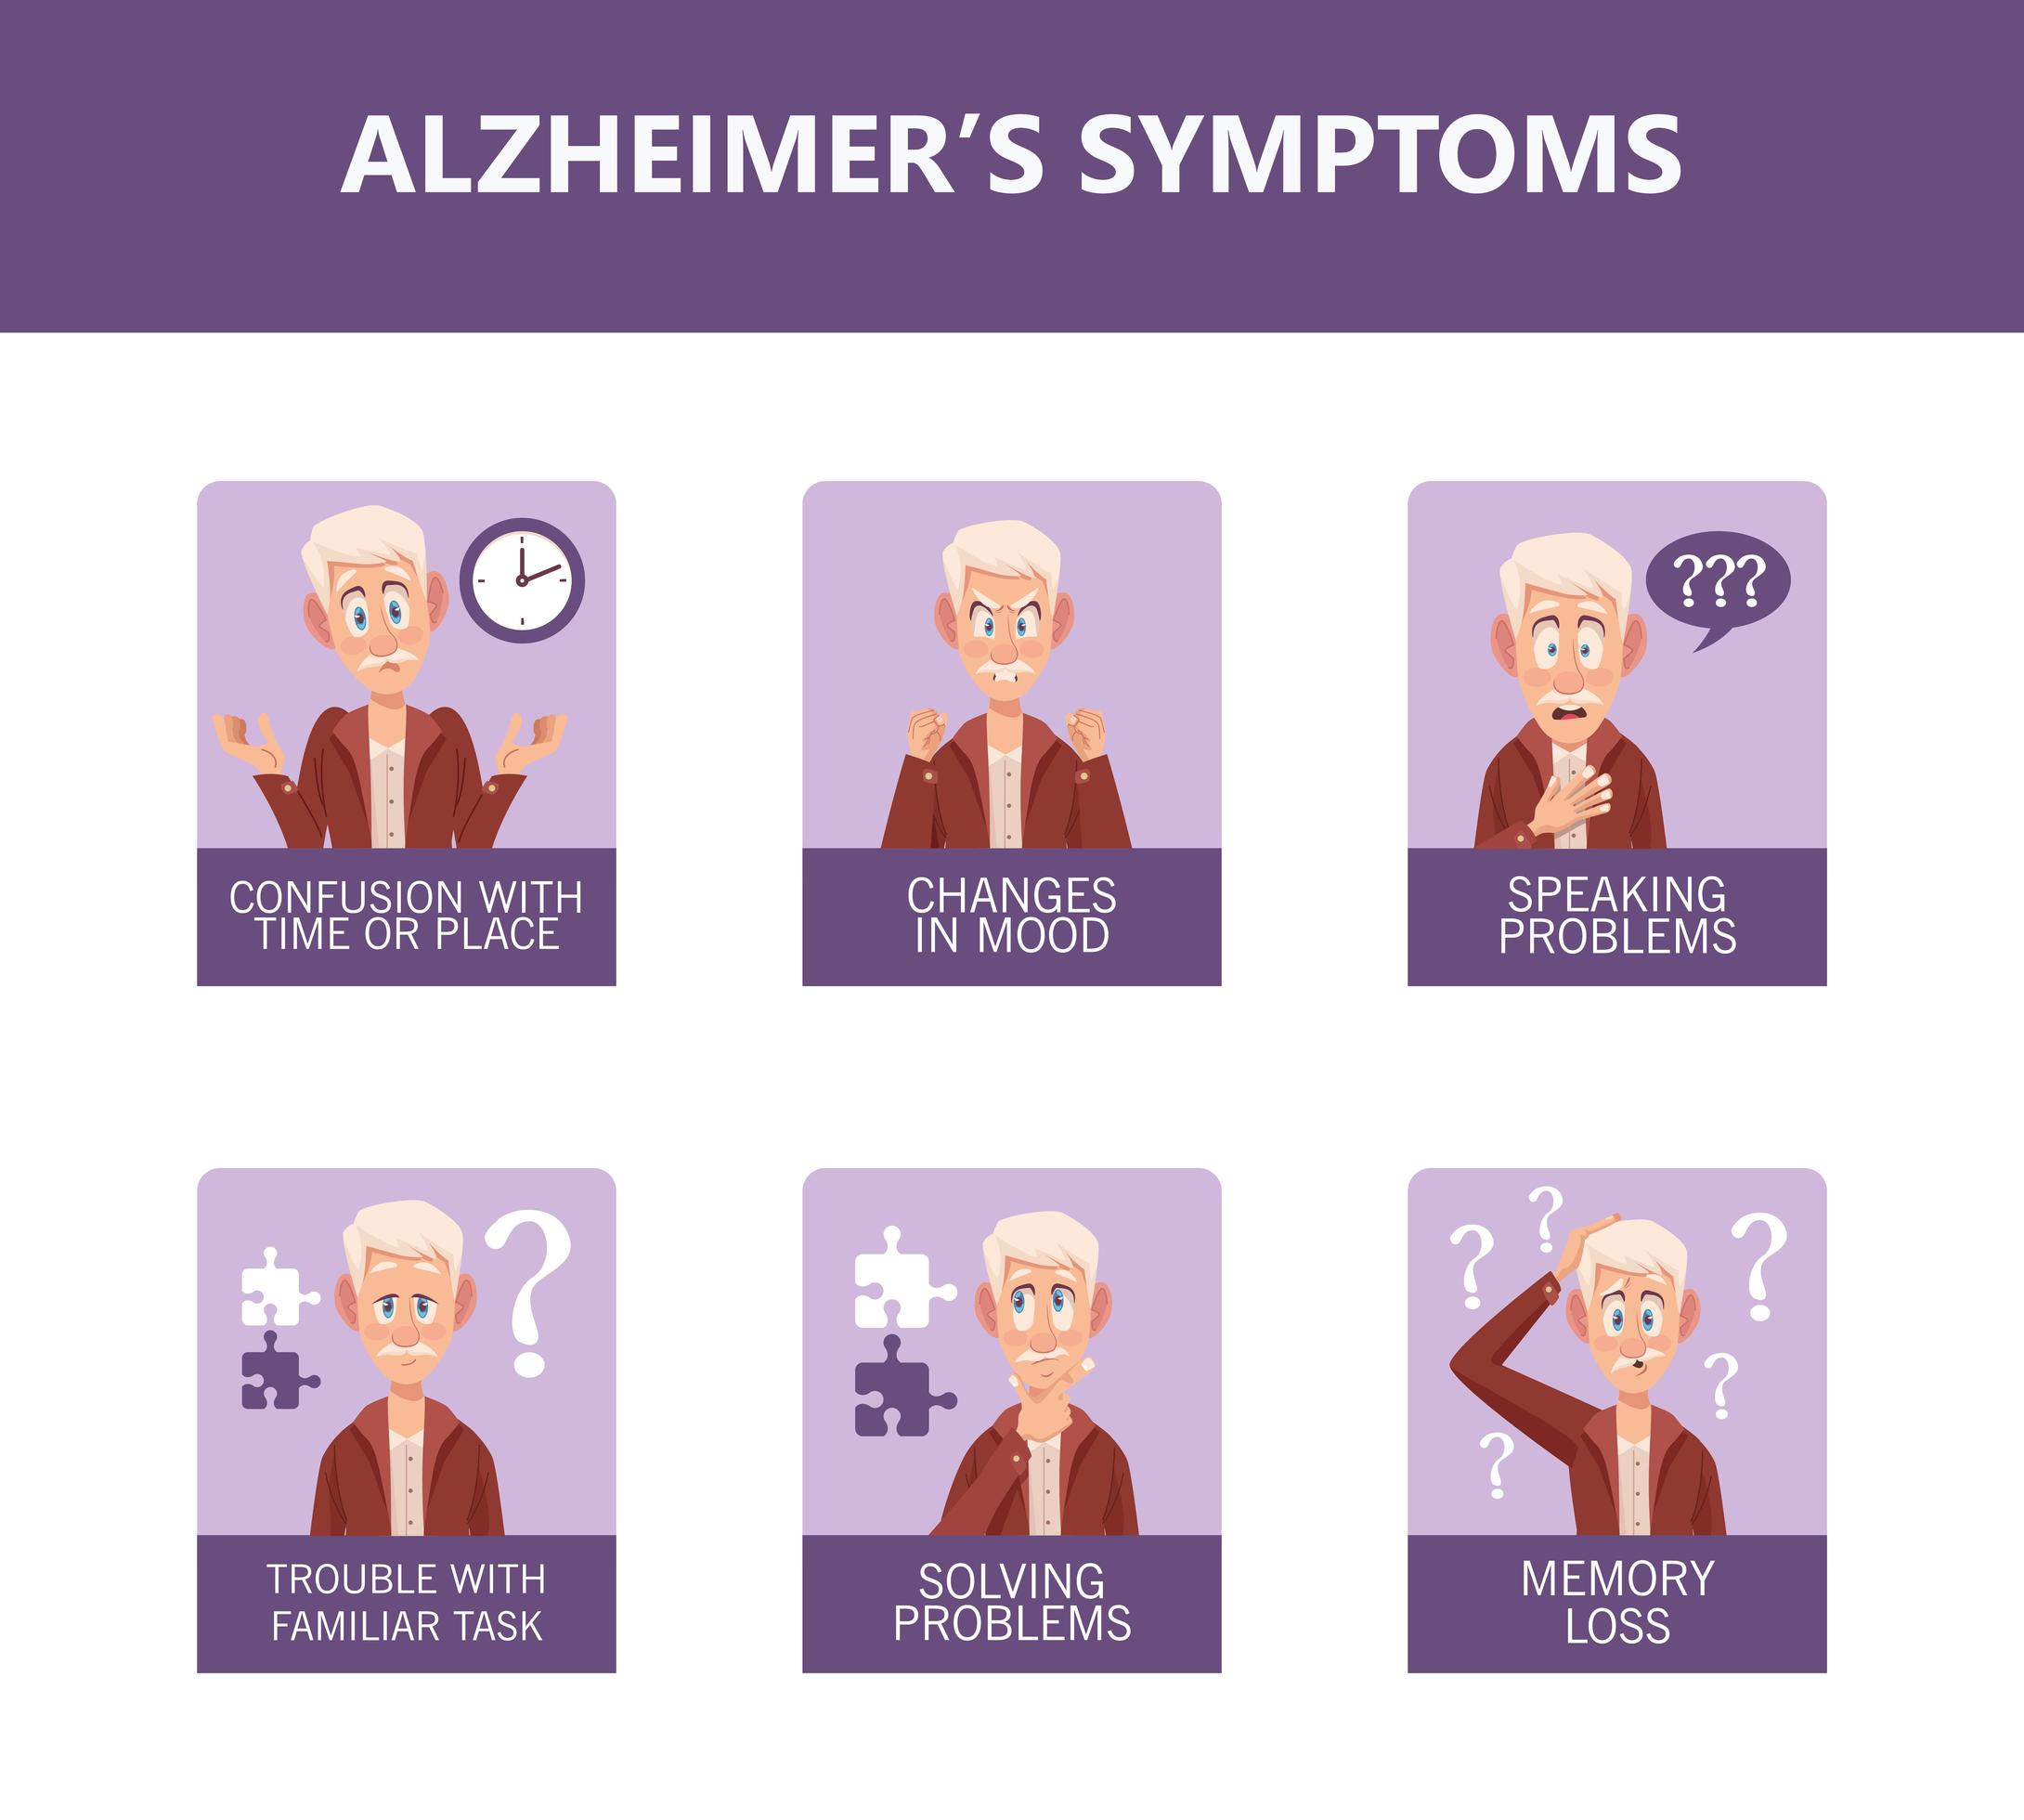 ALZHEIMER'S SYMPTOMS
???
CONFUSION WITH
TIME OR PLACE
CHANGES
IN MOOD
SPEAKING
PROBLEMS
?
TROUBLE WITH
FAMILIAR TASK
SOLVING
PROBLEMS
?
?
?
?
?
MEMORY
LOSS